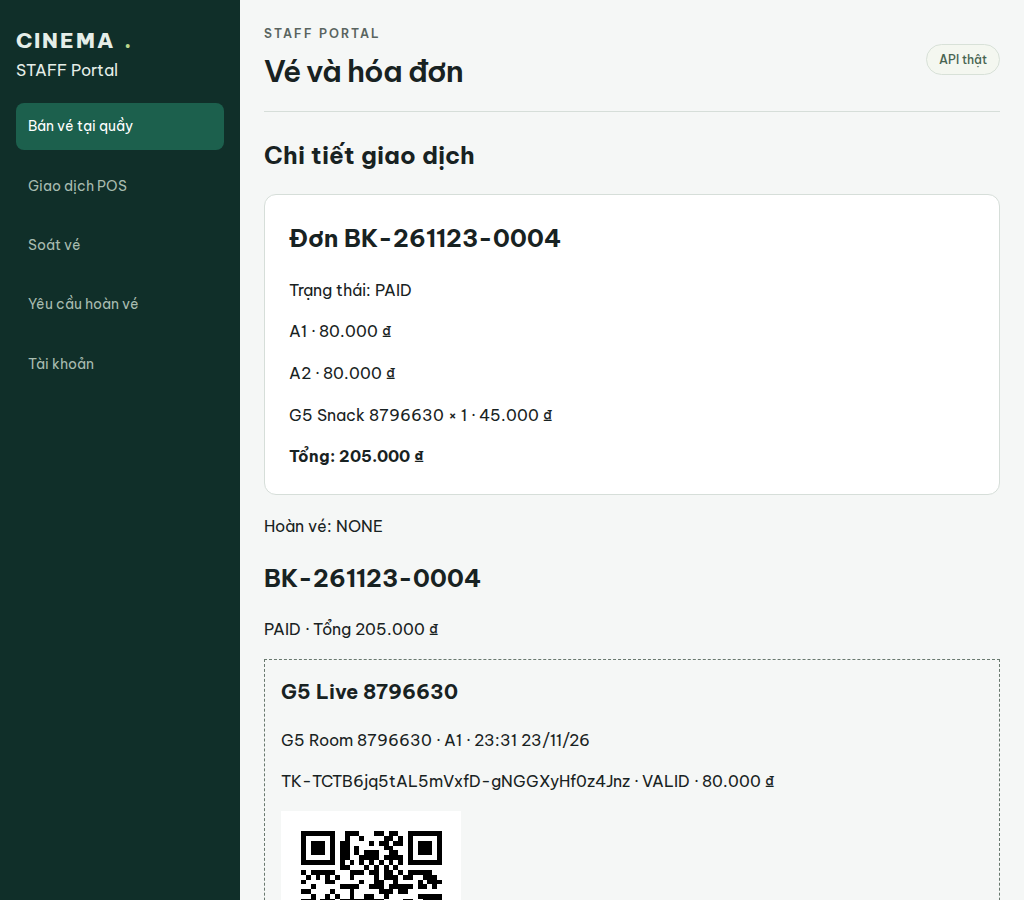 CINEMA .
STAFF Portal
Bán vé tại quầy
Giao dịch POS
Soát vé
Yêu cầu hoàn vé
Tài khoản
STAFF PORTAL
Vé và hóa đơn
API thật
Chi tiết giao dịch
Đơn BK-261123-0004
Trạng thái: PAID
A1 · 80.000 ₫
A2 · 80.000 ₫
G5 Snack 8796630 × 1 · 45.000 ₫
Tổng: 205.000 ₫
Hoàn vé: NONE
BK-261123-0004
PAID · Tổng 205.000 ₫
G5 Live 8796630
G5 Room 8796630 · A1 · 23:31 23/11/26
TK-TCTB6jq5tAL5mVxfD-gNGGXyHf0z4Jnz · VALID · 80.000 ₫